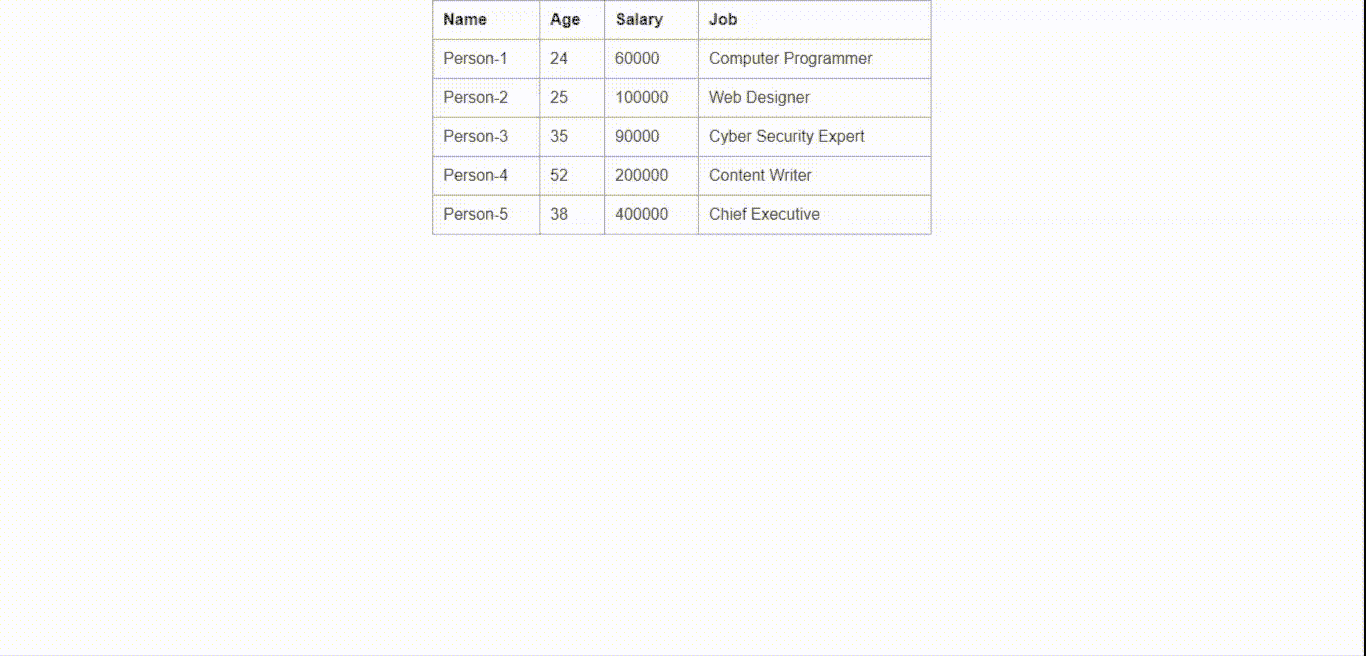 Name Age Salary Job
Person-1 24 60000 Computer Programmer
Person-2 25 100000 Web Designer
Person-3 35 90000 Cyber Security Expert
Person-4 52 200000 Content Writer
Person-5 38 400000 Chief Executive